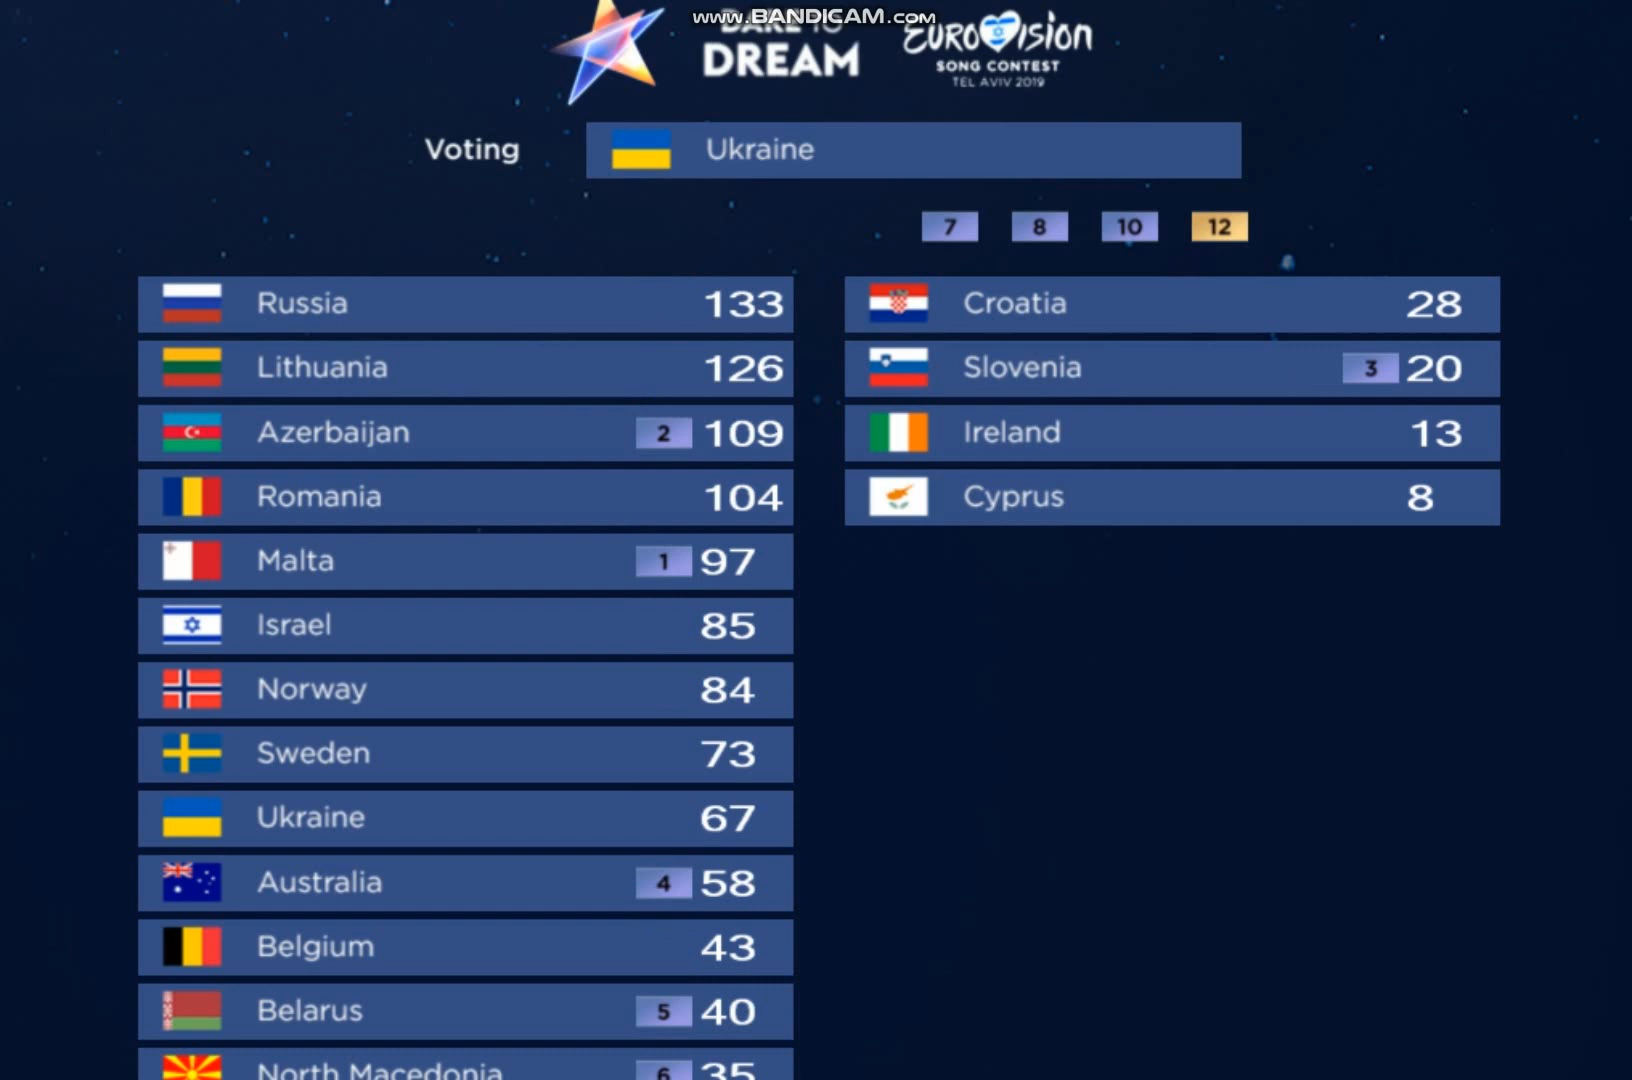 www.BANDICAM.com
DARE TO
DREAM
EUROVISION
SONG CONTEST
TEL AVIV 2019
Voting Ukraine
7 8 10 12
Russia 133
Lithuania 126
Azerbaijan 2 109
Romania 104
Malta 1 97
Israel 85
Norway 84
Sweden 73
Ukraine 67
Australia 4 58
Belgium 43
Belarus 5 40
North Macedonia 6 35
Croatia 28
Slovenia 3 20
Ireland 13
Cyprus 8